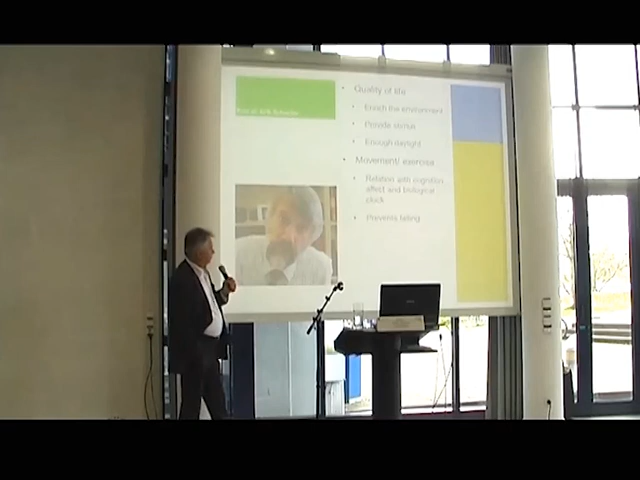 Quality of life
Enrich the environment
Provide stimuli
Enough daylight
Movement/ exercise
Relation with cognition
affect and biological
clock
Prevents falling